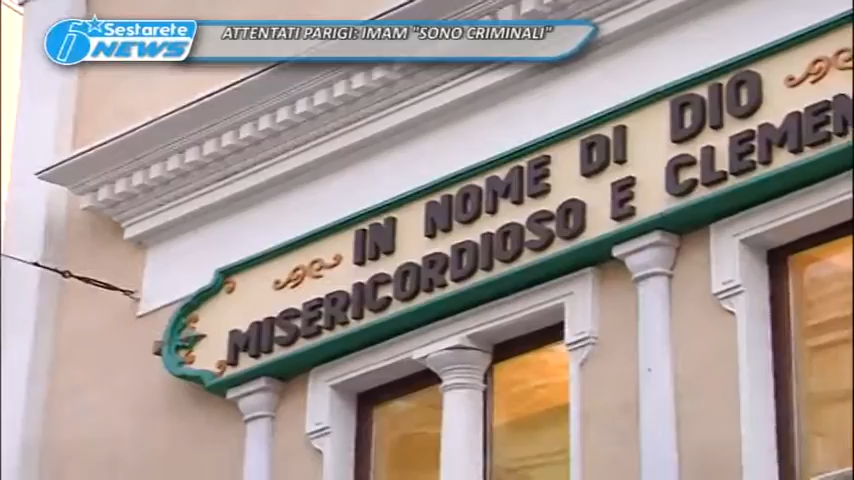 6 Sestarete
NEWS
ATTENTATI PARIGI: IMAM "SONO CRIMINALI"
IN NOME DI DIO
MISERICORDIOSO E CLEMEN